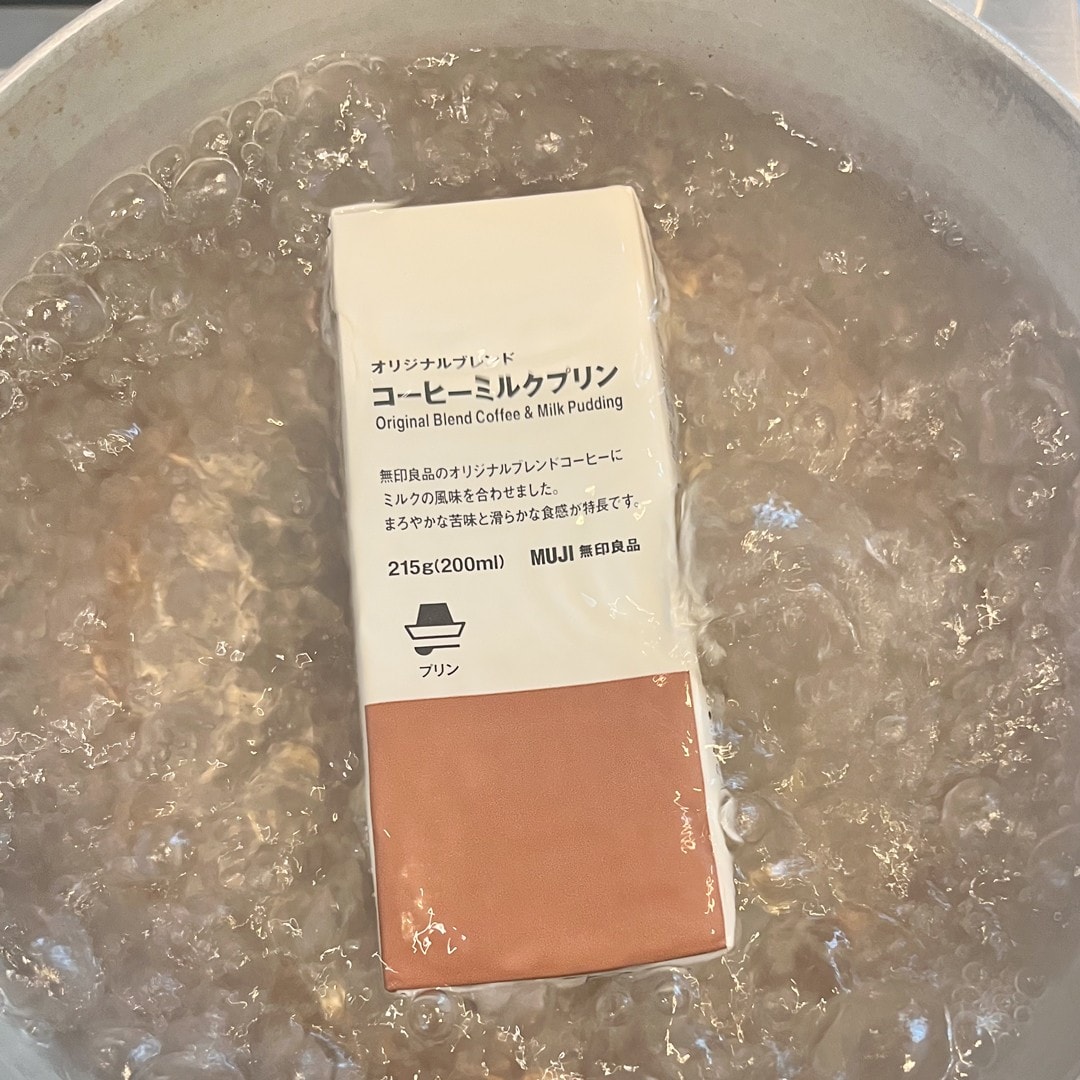 オリジナルブレンド
コーヒーミルクプリン
Original Blend Coffee & Milk Pudding
無印良品のオリジナルブレンドコーヒーに
ミルクの風味を合わせました。
まろやかな苦味と滑らかな食感が特長です。
215g(200ml) MUJI 無印良品
プリン